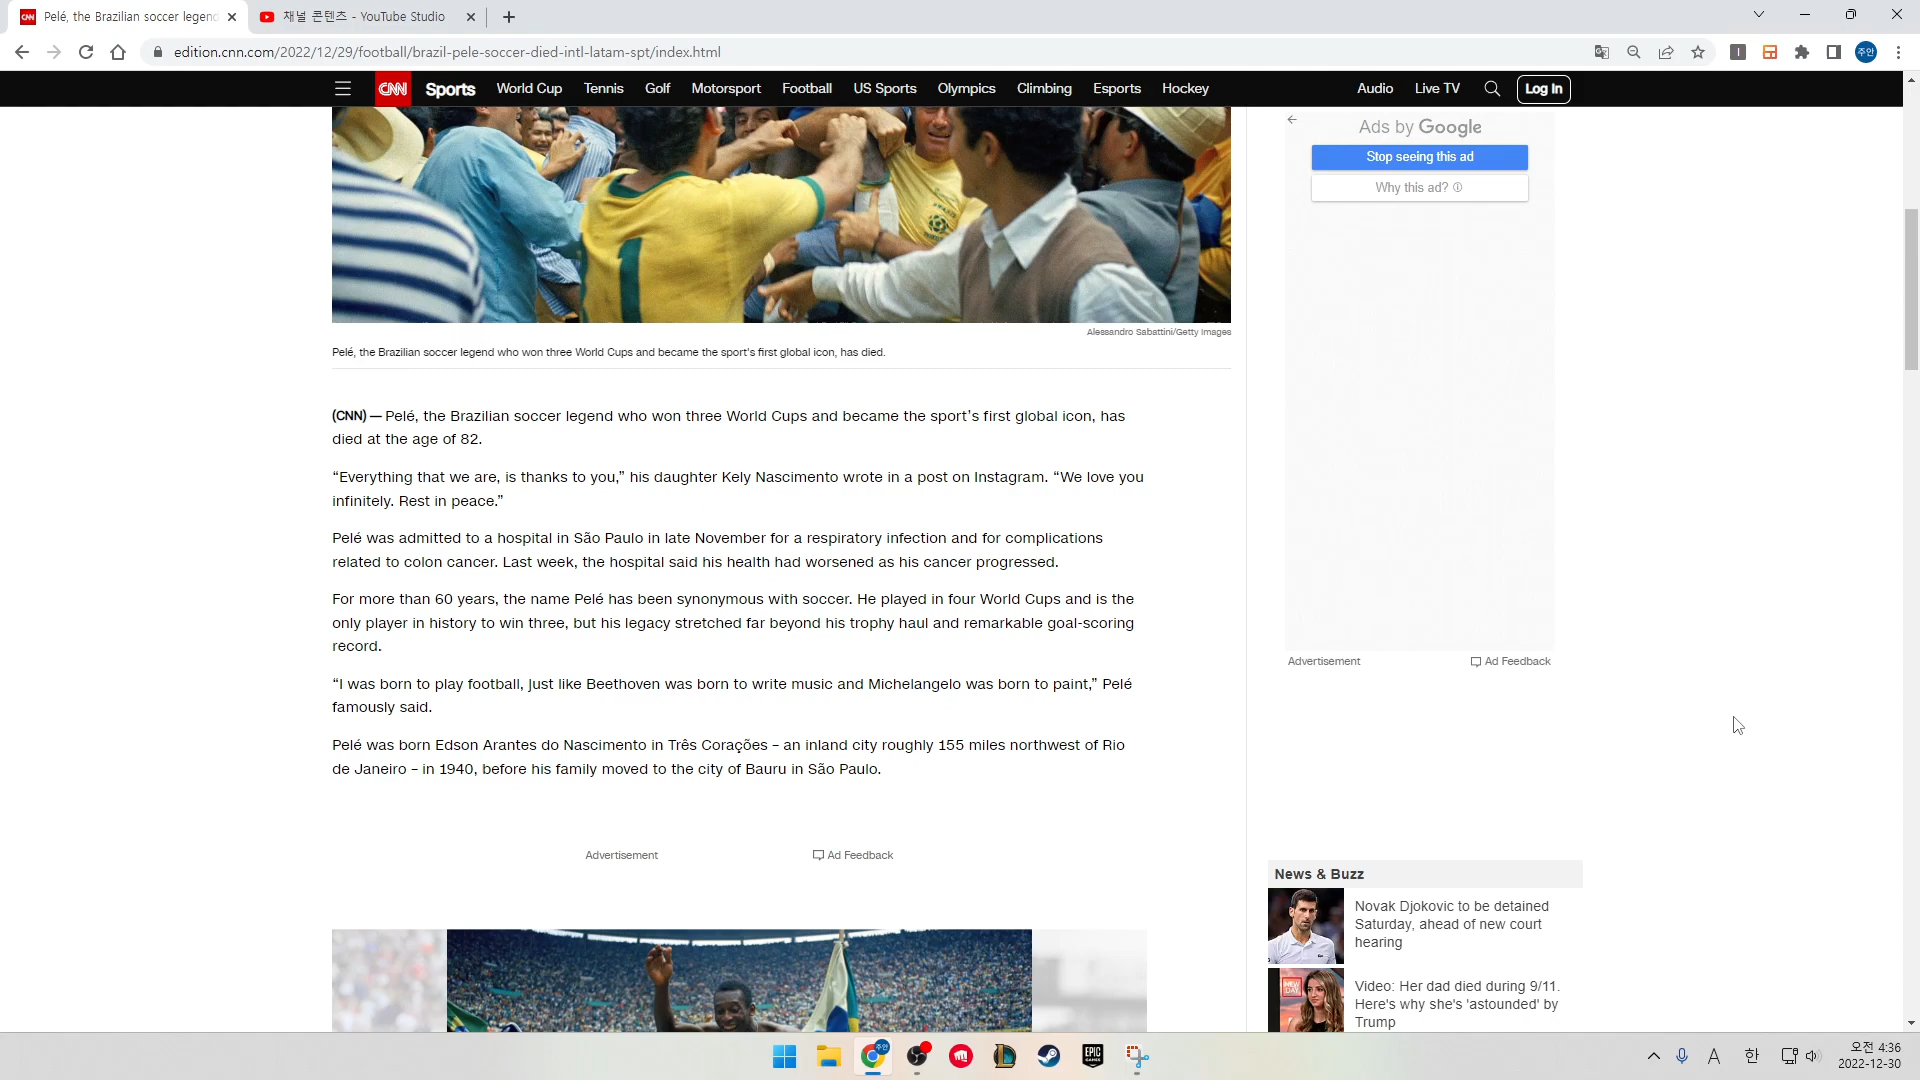 Pelé, the Brazilian soccer legend
채널 콘텐츠 - YouTube Studio
edition.cnn.com/2022/12/29/football/brazil-pele-soccer-died-intl-latam-spt/index.html
주안
CNN Sports World Cup Tennis Golf Motorsport Football US Sports Olympics Climbing Esports Hockey Audio Live TV Log In
Ads by Google
Stop seeing this ad
Why this ad?
Alessandro Sabattini/Getty Images
Pelé, the Brazilian soccer legend who won three World Cups and became the sport's first global icon, has died.
(CNN) — Pelé, the Brazilian soccer legend who won three World Cups and became the sport’s first global icon, has
died at the age of 82.
“Everything that we are, is thanks to you,” his daughter Kely Nascimento wrote in a post on Instagram. “We love you
infinitely. Rest in peace.”
Pelé was admitted to a hospital in São Paulo in late November for a respiratory infection and for complications
related to colon cancer. Last week, the hospital said his health had worsened as his cancer progressed.
For more than 60 years, the name Pelé has been synonymous with soccer. He played in four World Cups and is the
only player in history to win three, but his legacy stretched far beyond his trophy haul and remarkable goal-scoring
record.
“I was born to play football, just like Beethoven was born to write music and Michelangelo was born to paint,” Pelé
famously said.
Pelé was born Edson Arantes do Nascimento in Três Corações – an inland city roughly 155 miles northwest of Rio
de Janeiro – in 1940, before his family moved to the city of Bauru in São Paulo.
Advertisement Ad Feedback
Advertisement Ad Feedback
News & Buzz
Novak Djokovic to be detained
Saturday, ahead of new court
hearing
Video: Her dad died during 9/11.
Here's why she's 'astounded' by
Trump
NEW DAY
EPIC GAMES
A 한
오전 4:36
2022-12-30